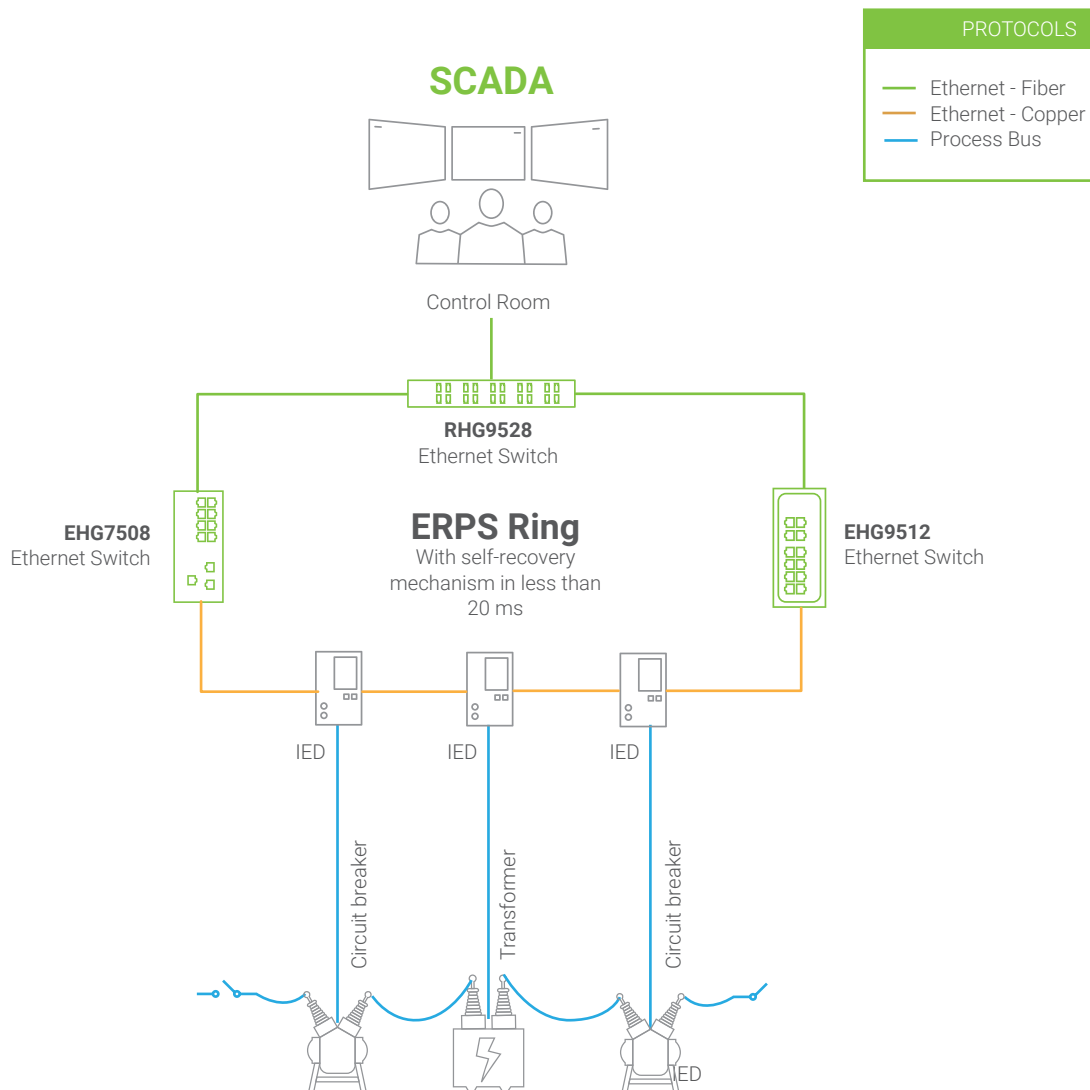 PROTOCOLS
Ethernet - Fiber
Ethernet - Copper
Process Bus
SCADA
Control Room
RHG9528
Ethernet Switch
EHG7508
Ethernet Switch
ERPS Ring
With self-recovery
mechanism in less than
20 ms
EHG9512
Ethernet Switch
IED
IED
IED
Circuit breaker
Transformer
Circuit breaker
IED